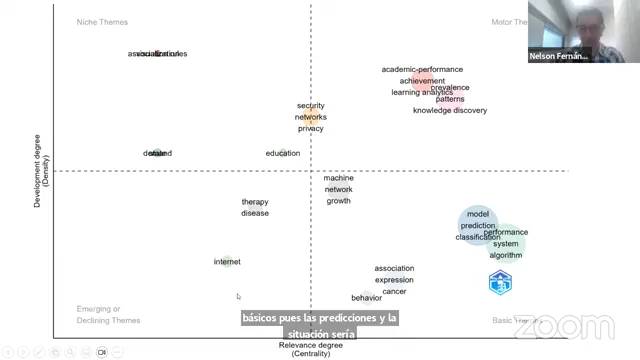 Niche Themes
Motor Themes
Nelson Fernán...
academic-performance
achievement
learning analytics
prevalence
patterns
knowledge discovery
security
networks
privacy
education
machine
network
growth
therapy
disease
model
prediction
classification
performance
system
algorithm
internet
association
expression
cancer
behavior
Development degree
(Density)
básicos pues las predicciones y la
situación sería
Emerging or
Declining Themes
Basic Themes
zoom
Relevance degree
(Centrality)